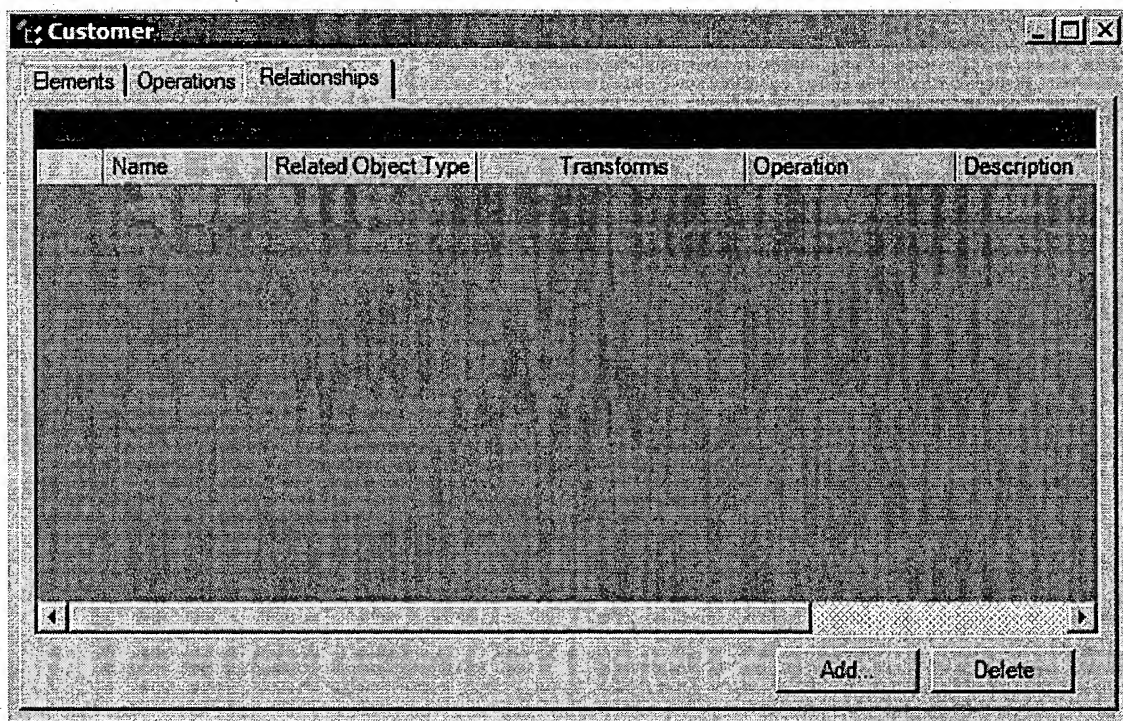 Customer
Elements Operations Relationships
Name Related Object Type Transforms Operation Description
Add... Delete